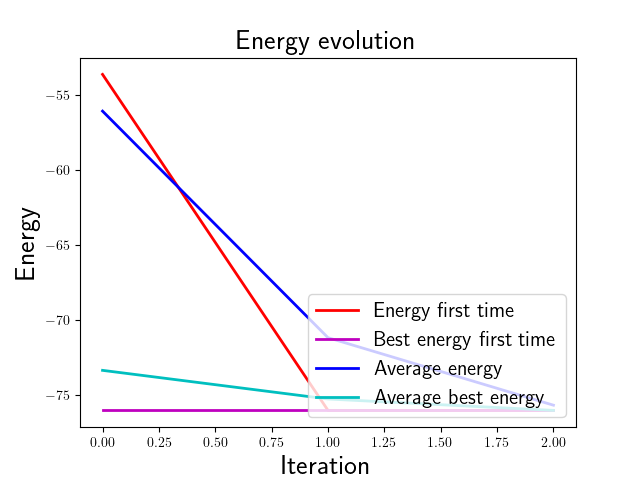 Energy evolution
Energy
−55
−60
−65
−70
−75
Energy first time
Best energy first time
Average energy
Average best energy
0.00 0.25 0.50 0.75 1.00 1.25 1.50 1.75 2.00
Iteration